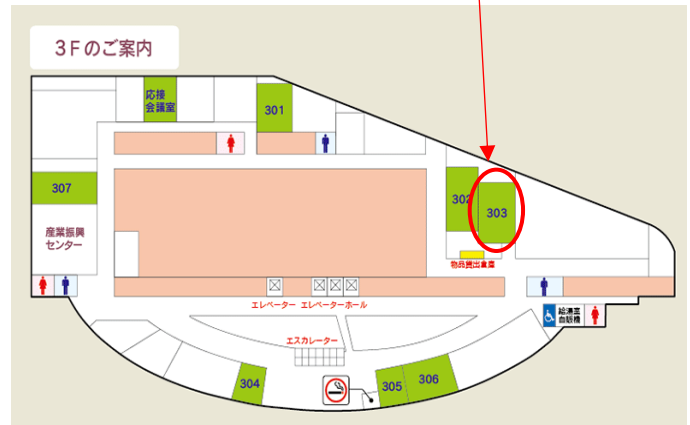 3Fのご案内
応接
会議室
301
307
302
303
産業振興
センター
物品貸出倉庫
エレベーター
エレベーターホール
給湯室
自販機
エスカレーター
304
305
306